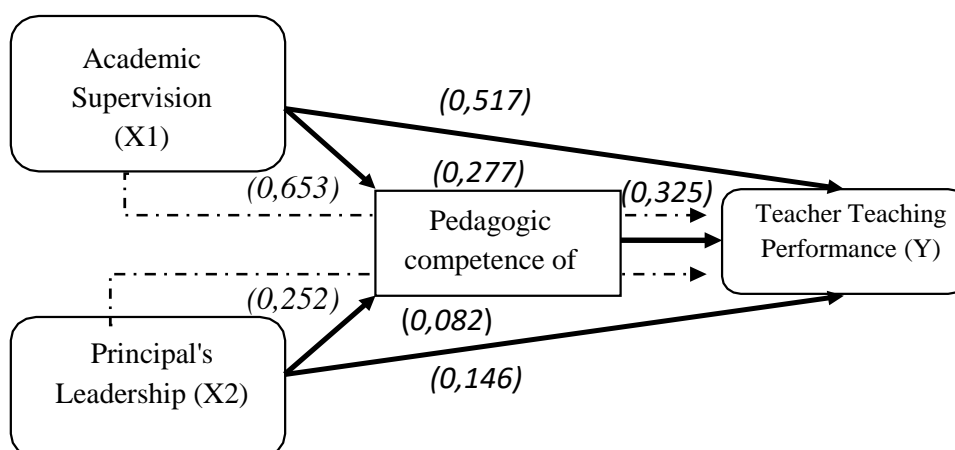 Academic
Supervision
(X1)
(0,517)
(0,653)
(0,277)
(0,325)
Pedagogic
competence of
Teacher Teaching
Performance (Y)
(0,252)
(0,082)
(0,146)
Principal's
Leadership (X2)